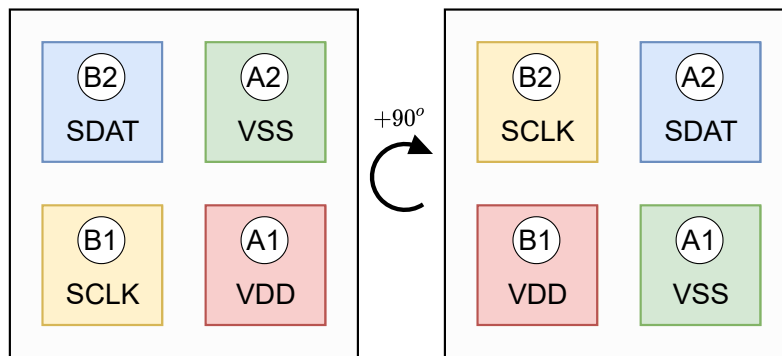 B2
SDAT
A2
VSS
B1
SCLK
A1
VDD
+90°
B2
SCLK
A2
SDAT
B1
VDD
A1
VSS